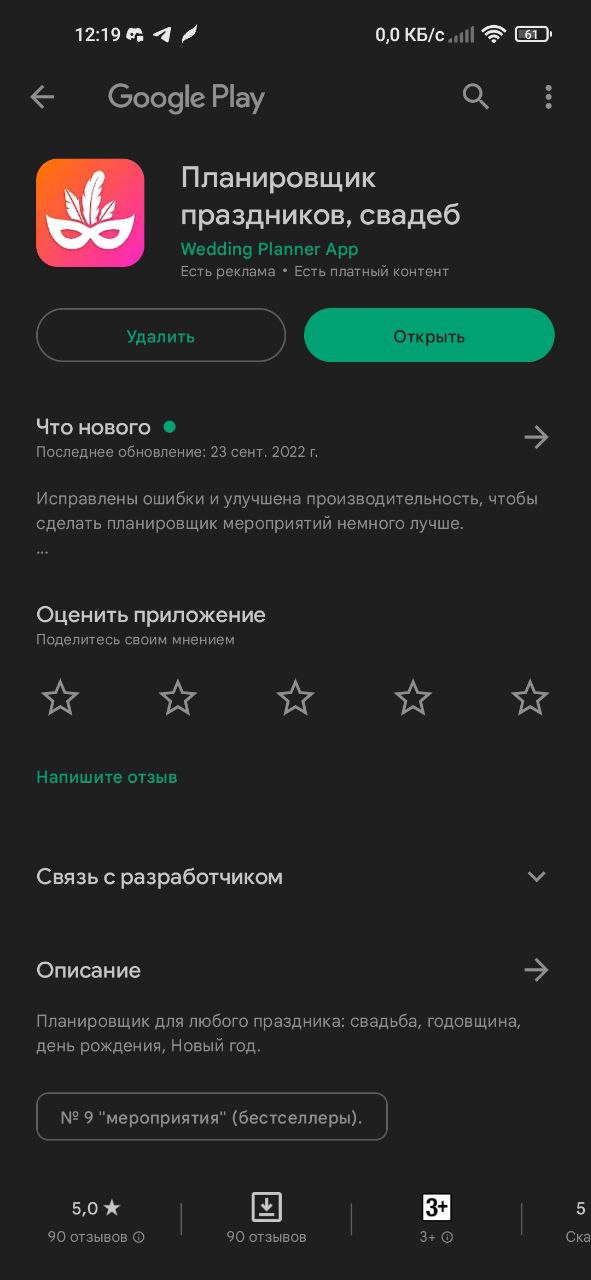 12:19 0,0 КБ/с 61
Google Play
Планировщик
праздников, свадеб
Wedding Planner App
Есть реклама • Есть платный контент
Удалить Открыть
Что нового
Последнее обновление: 23 сент. 2022 г.
Исправлены ошибки и улучшена производительность, чтобы
сделать планировщик мероприятий немного лучше.
...
Оценить приложение
Поделитесь своим мнением
Напишите отзыв
Связь с разработчиком
Описание
Планировщик для любого праздника: свадьба, годовщина,
день рождения, Новый год.
№ 9 "мероприятия" (бестселлеры).
5,0 ★ 3+ 5
90 отзывов 90 отзывов 3+ Ска